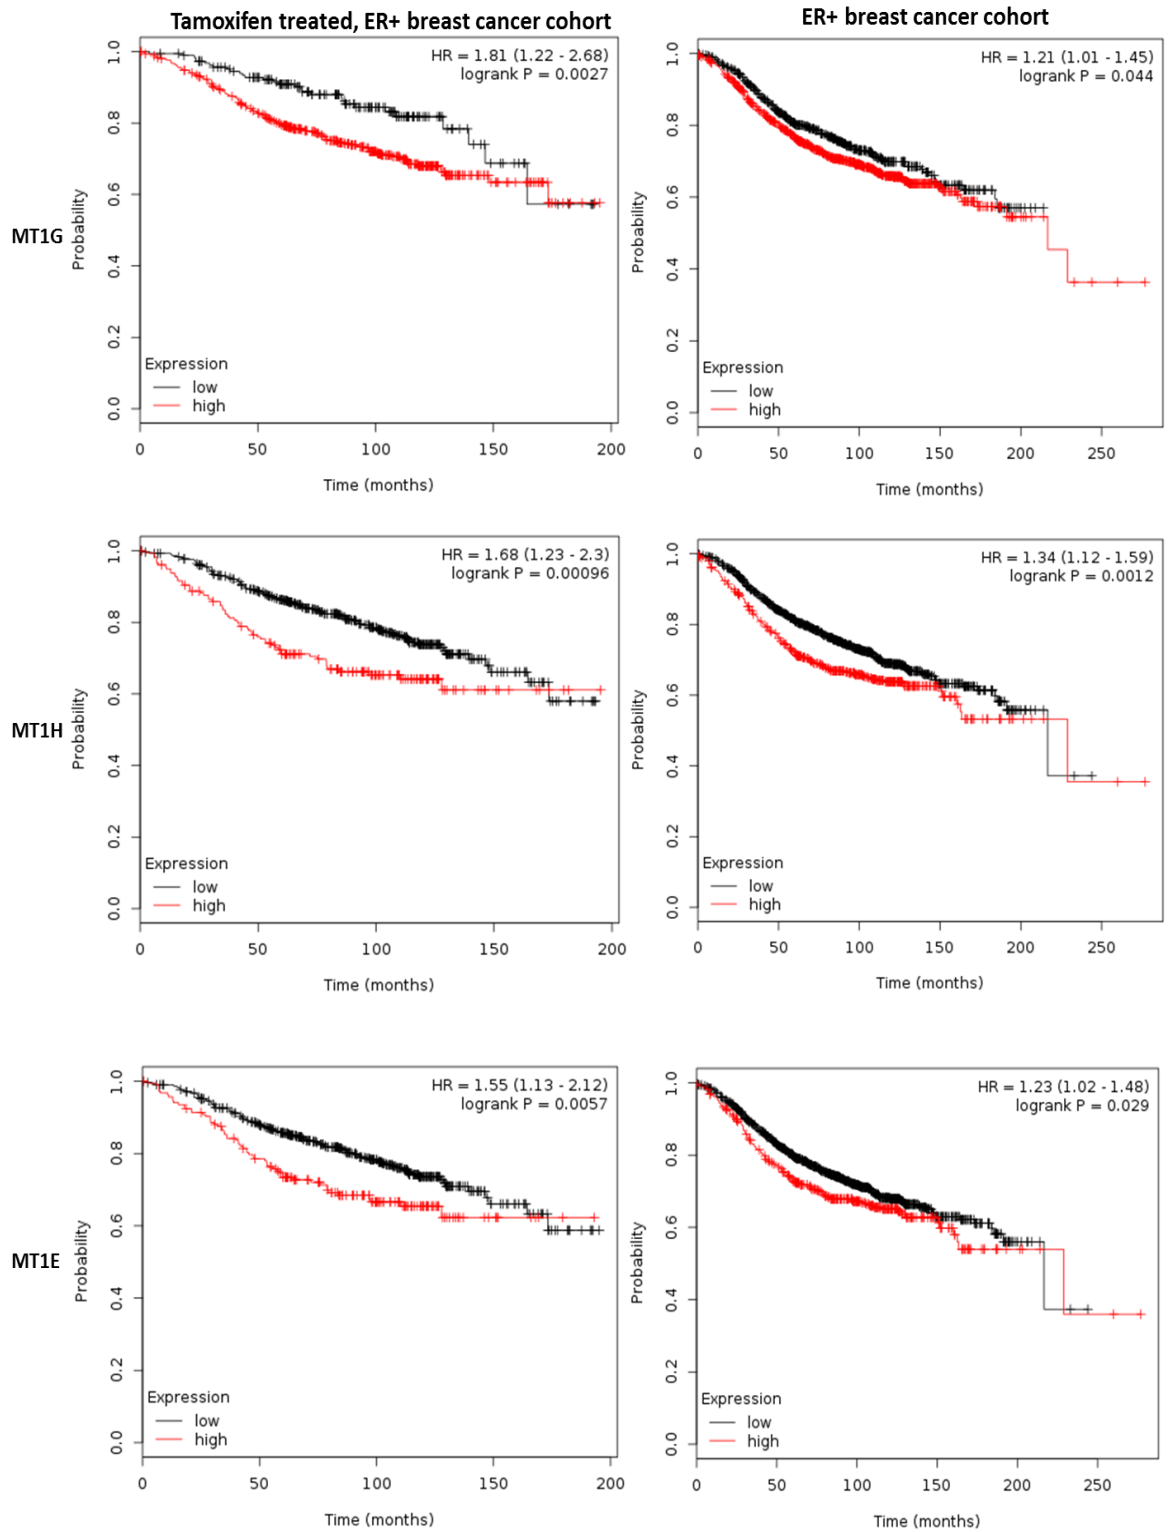 Tamoxifen treated, ER+ breast cancer cohort
ER+ breast cancer cohort
MT1G
HR = 1.81 (1.22 - 2.68)
logrank P = 0.0027
Probability
1.0
0.8
0.6
0.4
0.2
0.0
Expression
low
high
0 50 100 150 200
Time (months)
HR = 1.21 (1.01 - 1.45)
logrank P = 0.044
Probability
1.0
0.8
0.6
0.4
0.2
0.0
Expression
low
high
0 50 100 150 200 250
Time (months)
MT1H
HR = 1.68 (1.23 - 2.3)
logrank P = 0.00096
Probability
1.0
0.8
0.6
0.4
0.2
0.0
Expression
low
high
0 50 100 150 200
Time (months)
HR = 1.34 (1.12 - 1.59)
logrank P = 0.0012
Probability
1.0
0.8
0.6
0.4
0.2
0.0
Expression
low
high
0 50 100 150 200 250
Time (months)
MT1E
HR = 1.55 (1.13 - 2.12)
logrank P = 0.0057
Probability
1.0
0.8
0.6
0.4
0.2
0.0
Expression
low
high
0 50 100 150 200
Time (months)
HR = 1.23 (1.02 - 1.48)
logrank P = 0.029
Probability
1.0
0.8
0.6
0.4
0.2
0.0
Expression
low
high
0 50 100 150 200 250
Time (months)